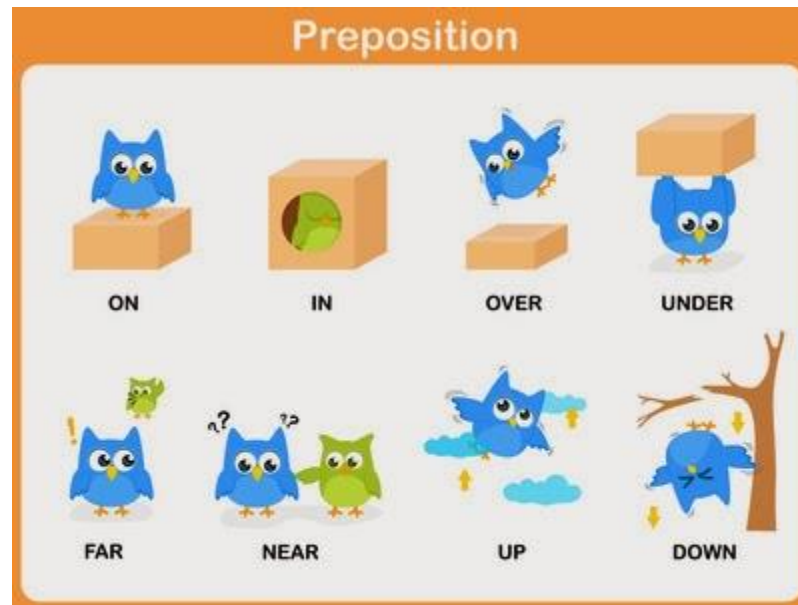 Preposition
ON IN OVER UNDER
!
?? ??
FAR NEAR UP DOWN